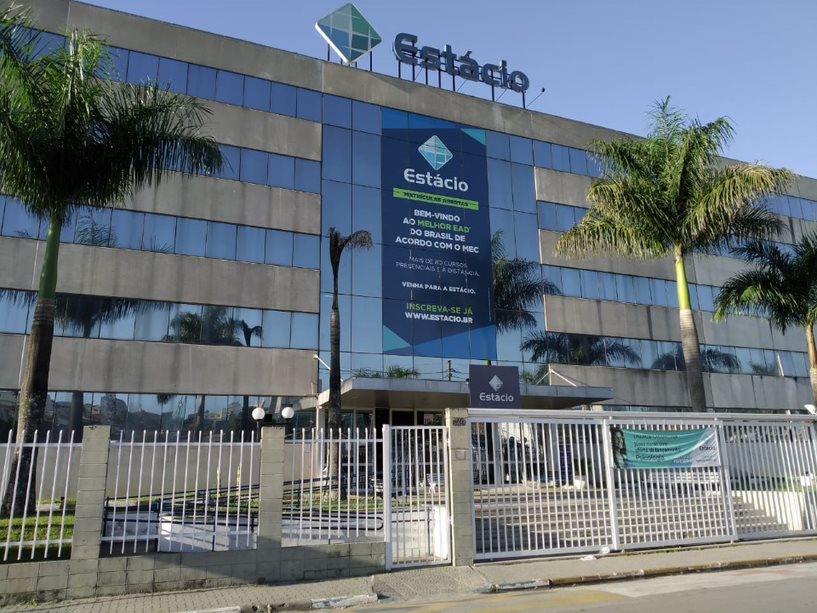 Estácio
Estácio
MATRÍCULAS ABERTAS
BEM-VINDO
AO MELHOR EAD*
DO BRASIL DE
ACORDO COM O MEC
MAIS DE 80 CURSOS
PRESENCIAIS E À DISTÂNCIA.
VENHA PARA A ESTÁCIO.
INSCREVA-SE JÁ
WWW.ESTACIO.BR
Estácio